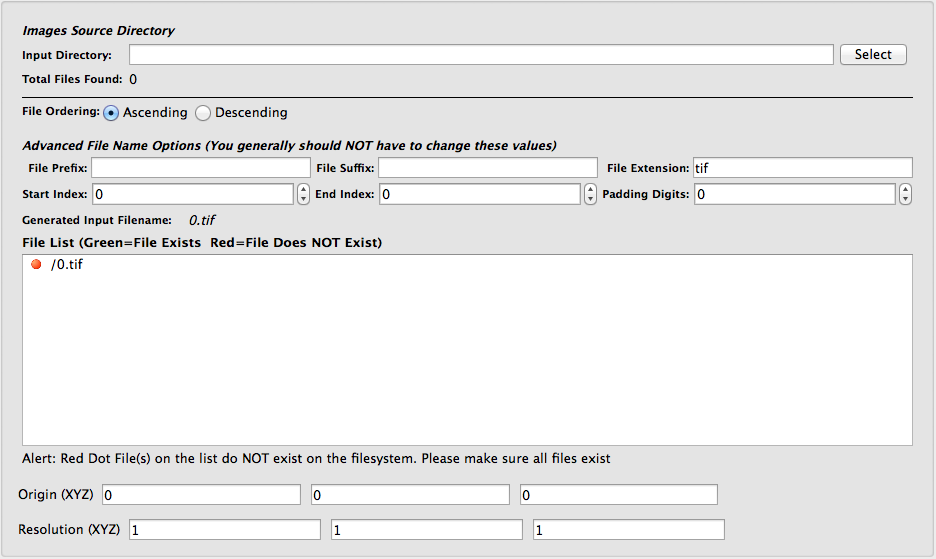 Images Source Directory
Input Directory: Select
Total Files Found: 0
File Ordering: Ascending Descending
Advanced File Name Options (You generally should NOT have to change these values)
File Prefix: File Suffix: File Extension: tif
Start Index: 0 End Index: 0 Padding Digits: 0
Generated Input Filename: 0.tif
File List (Green=File Exists Red=File Does NOT Exist)
/0.tif
Alert: Red Dot File(s) on the list do NOT exist on the filesystem. Please make sure all files exist
Origin (XYZ) 0 0 0
Resolution (XYZ) 1 1 1